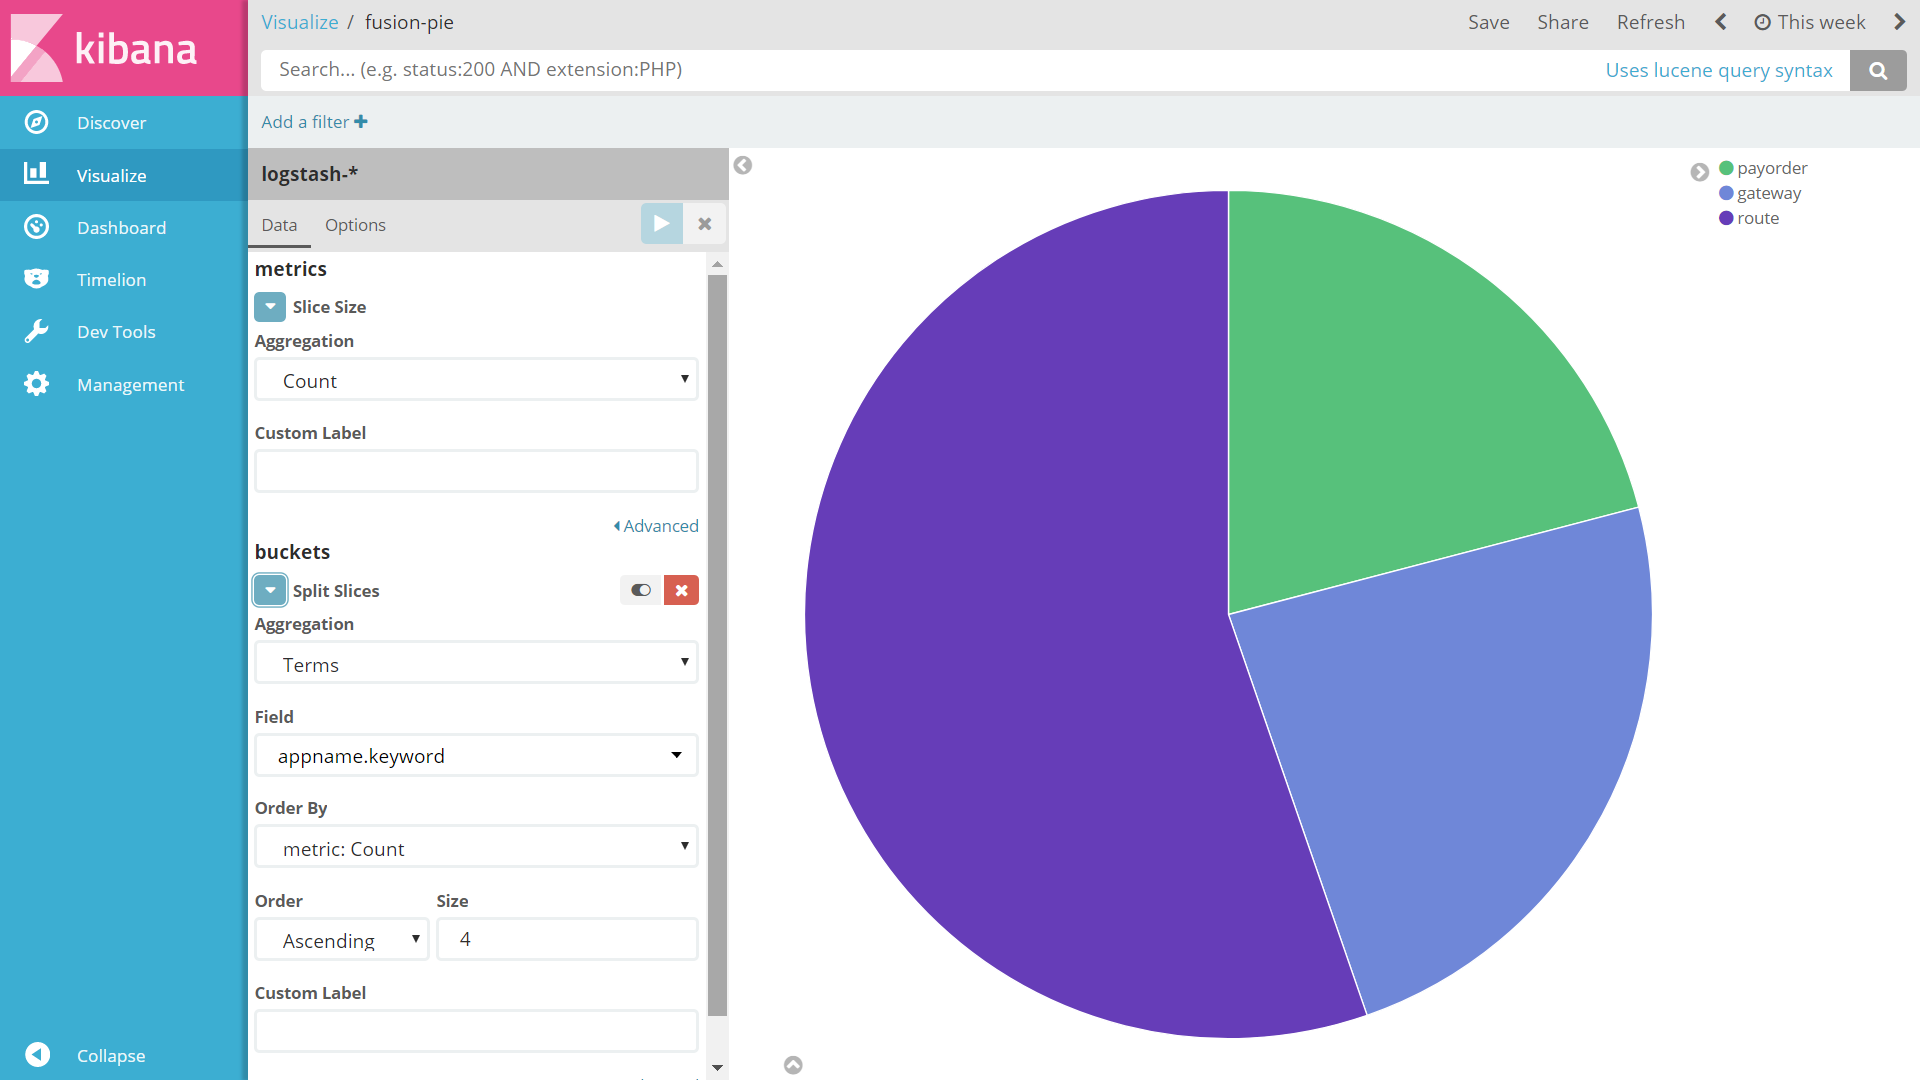 kibana
Visualize / fusion-pie
Save Share Refresh This week
Search... (e.g. status:200 AND extension:PHP)
Uses lucene query syntax
Add a filter
Discover
Visualize
Dashboard
Timelion
Dev Tools
Management
Collapse
logstash-*
Data Options
metrics
Slice Size
Aggregation
Count
Custom Label
Advanced
buckets
Split Slices
Aggregation
Terms
Field
appname.keyword
Order By
metric: Count
Order Size
Ascending 4
Custom Label
payorder
gateway
route